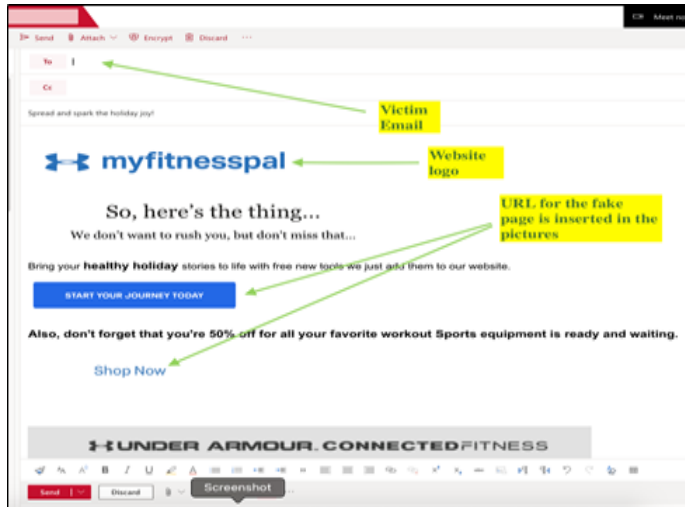 Meet no
Send Attach Encrypt Discard ...
To
Cc
Spread and spark the holiday joy!
Victim
Email
myfitnesspal
Website
logo
So, here's the thing...
URL for the fake
page is inserted in the
pictures
We don't want to rush you, but don't miss that...
Bring your healthy holiday stories to life with free new tools we just add them to our website.
START YOUR JOURNEY TODAY
Also, don't forget that you're 50% off for all your favorite workout Sports equipment is ready and waiting.
Shop Now
UNDER ARMOUR. CONNECTEDFITNESS
B I U
Send Discard Screenshot ...